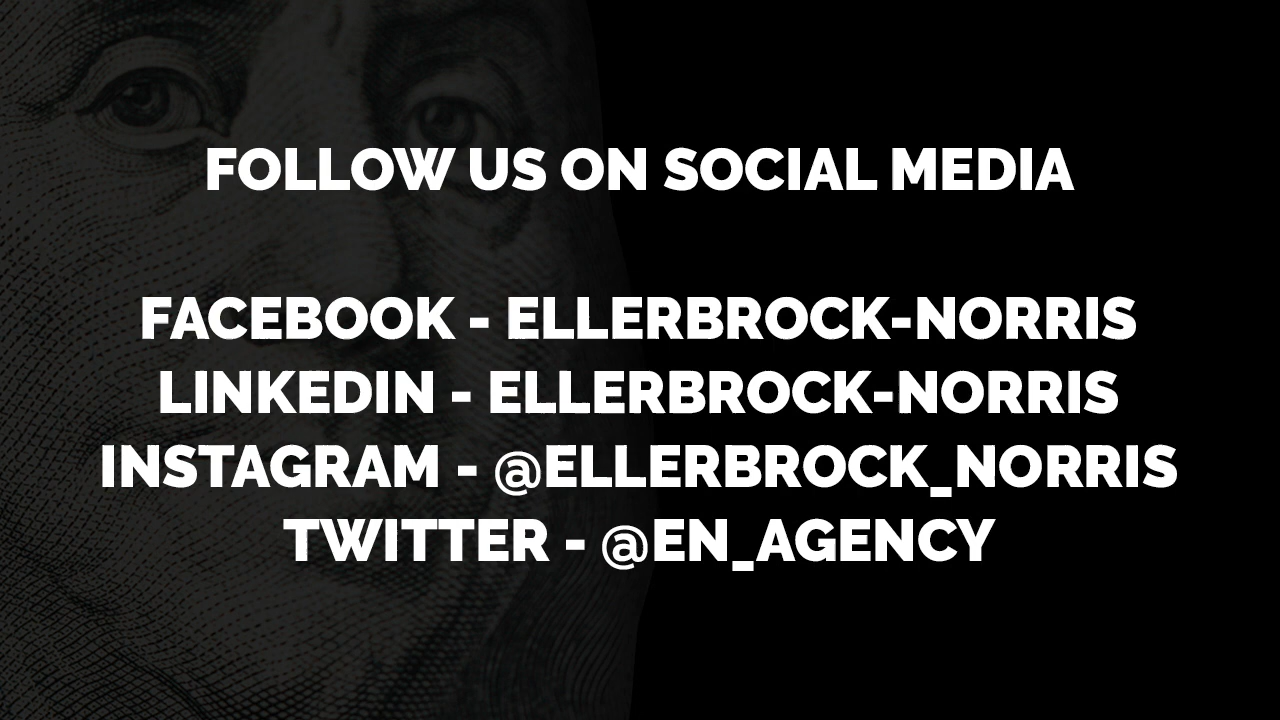 FOLLOW US ON SOCIAL MEDIA
FACEBOOK - ELLERBROCK-NORRIS
LINKEDIN - ELLERBROCK-NORRIS
INSTAGRAM - @ELLERBROCK_NORRIS
TWITTER - @EN_AGENCY